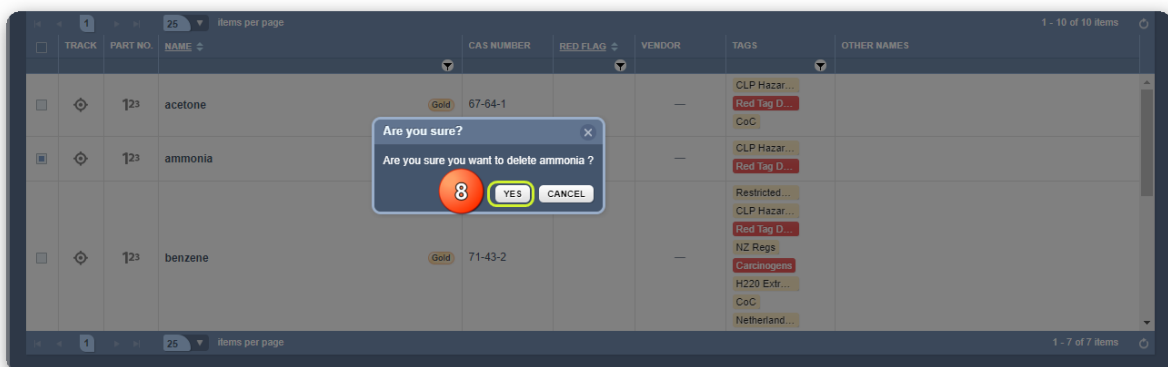 1 25 items per page 1 - 10 of 10 items
TRACK PART NO. NAME CAS NUMBER RED FLAG VENDOR TAGS OTHER NAMES
CLP Hazar...
123 acetone Gold 67-64-1 — Red Tag D...
CoC
Are you sure?
CLP Hazar...
123 ammonia Are you sure you want to delete ammonia ? —
Red Tag D...
8 YES CANCEL
Restricted...
CLP Hazar...
Red Tag D...
NZ Regs
123 benzene Gold 71-43-2 —
Carcinogens
H220 Extr...
CoC
Netherland...
1 25 items per page 1 - 7 of 7 items